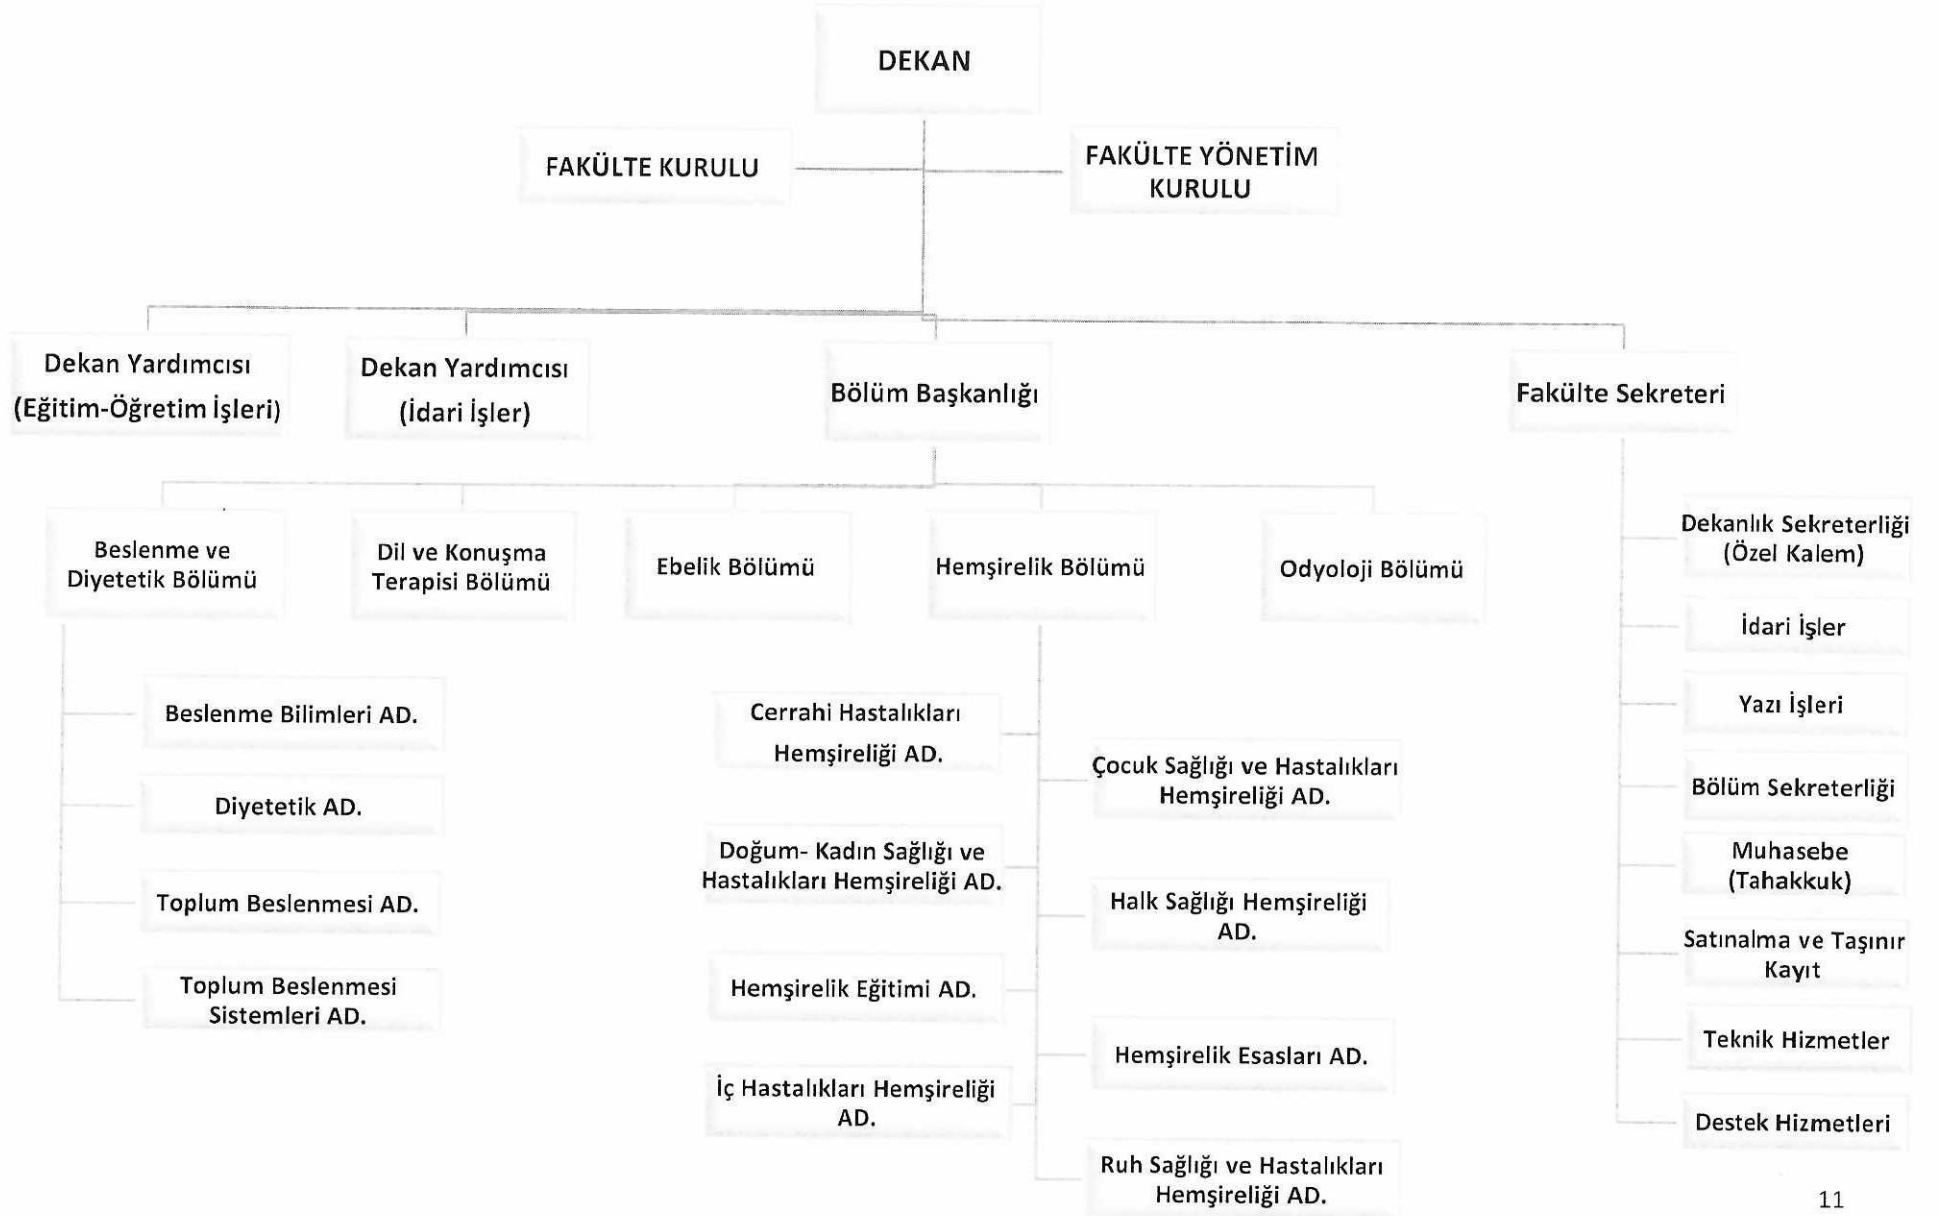 DEKAN
FAKÜLTE KURULU
FAKÜLTE YÖNETİM
KURULU
Dekan Yardımcısı
(Eğitim-Öğretim İşleri)
Dekan Yardımcısı
(İdari İşler)
Bölüm Başkanlığı
Fakülte Sekreteri
Beslenme ve
Diyetetik Bölümü
Dil ve Konuşma
Terapisi Bölümü
Ebelik Bölümü
Hemşirelik Bölümü
Odyoloji Bölümü
Beslenme Bilimleri AD.
Diyetetik AD.
Toplum Beslenmesi AD.
Toplum Beslenmesi
Sistemleri AD.
Cerrahi Hastalıkları
Hemşireliği AD.
Doğum- Kadın Sağlığı ve
Hastalıkları Hemşireliği AD.
Hemşirelik Eğitimi AD.
İç Hastalıkları Hemşireliği
AD.
Çocuk Sağlığı ve Hastalıkları
Hemşireliği AD.
Halk Sağlığı Hemşireliği
AD.
Hemşirelik Esasları AD.
Ruh Sağlığı ve Hastalıkları
Hemşireliği AD.
Dekanlık Sekreterliği
(Özel Kalem)
İdari İşler
Yazı İşleri
Bölüm Sekreterliği
Muhasebe
(Tahakkuk)
Satınalma ve Taşınır
Kayıt
Teknik Hizmetler
Destek Hizmetleri
11